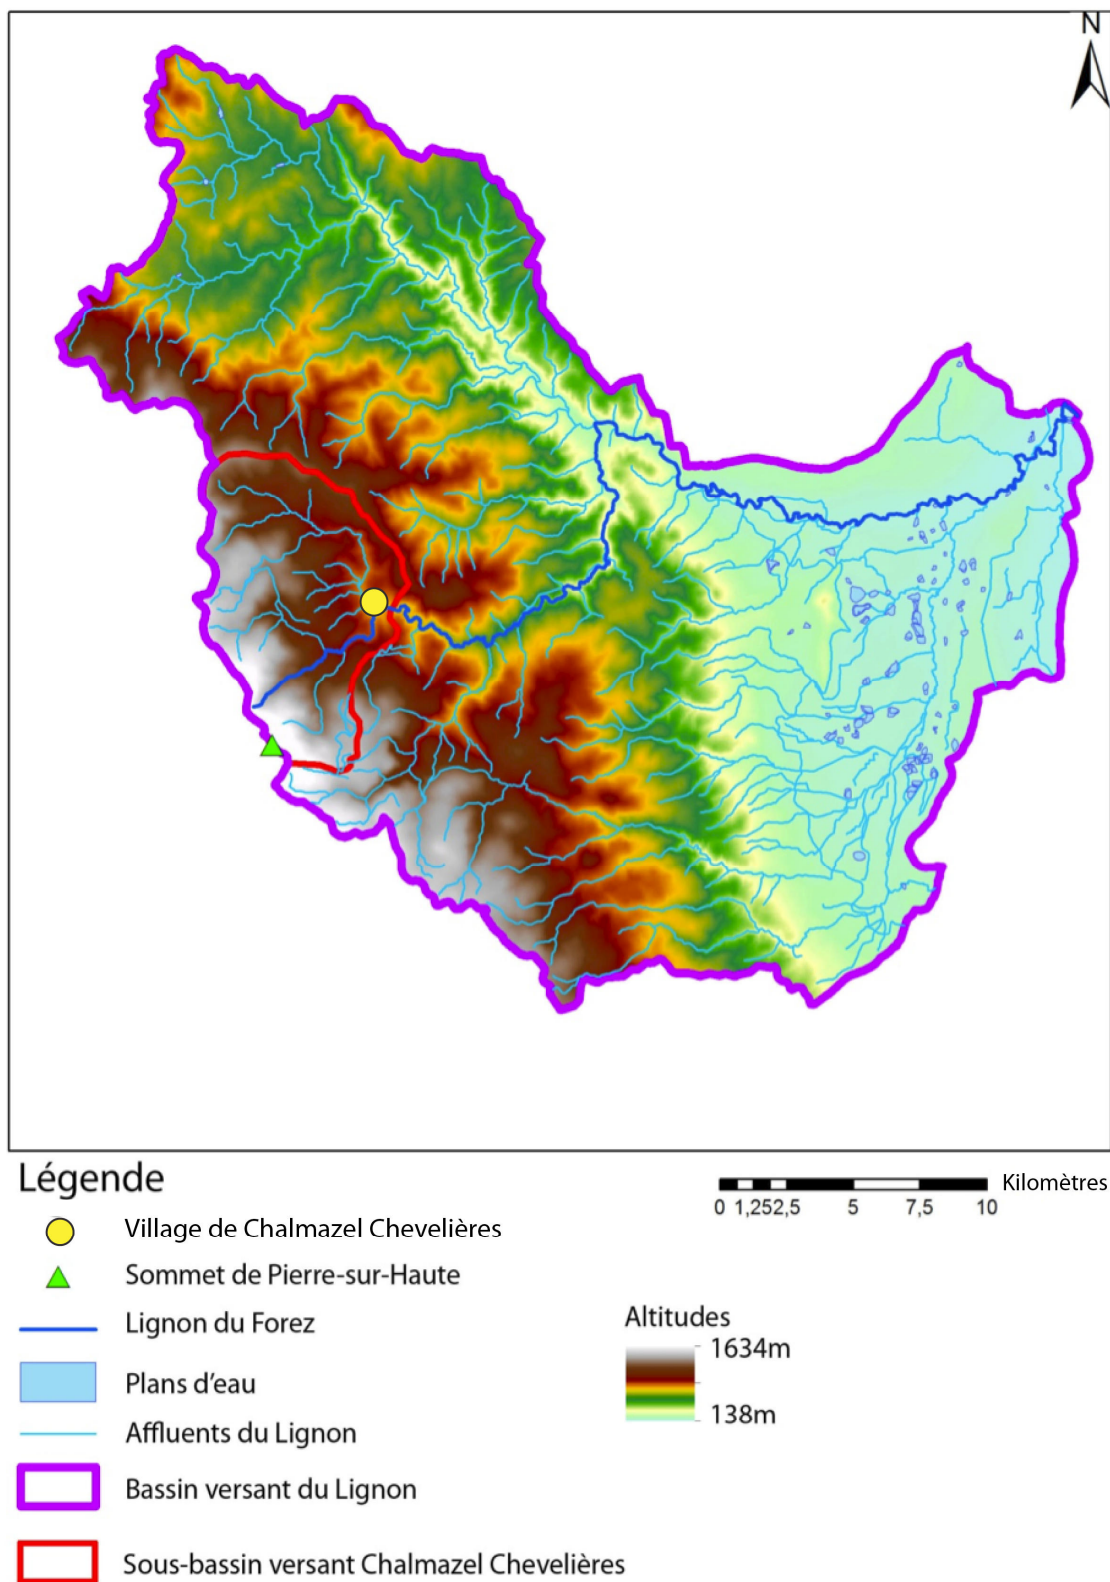 N
Légende
Kilomètres
0 1,252,5 5 7,5 10
Village de Chalmazel Chevelières
Sommet de Pierre-sur-Haute
Lignon du Forez
Altitudes
1634m
Plans d'eau
138m
Affluents du Lignon
Bassin versant du Lignon
Sous-bassin versant Chalmazel Chevelières